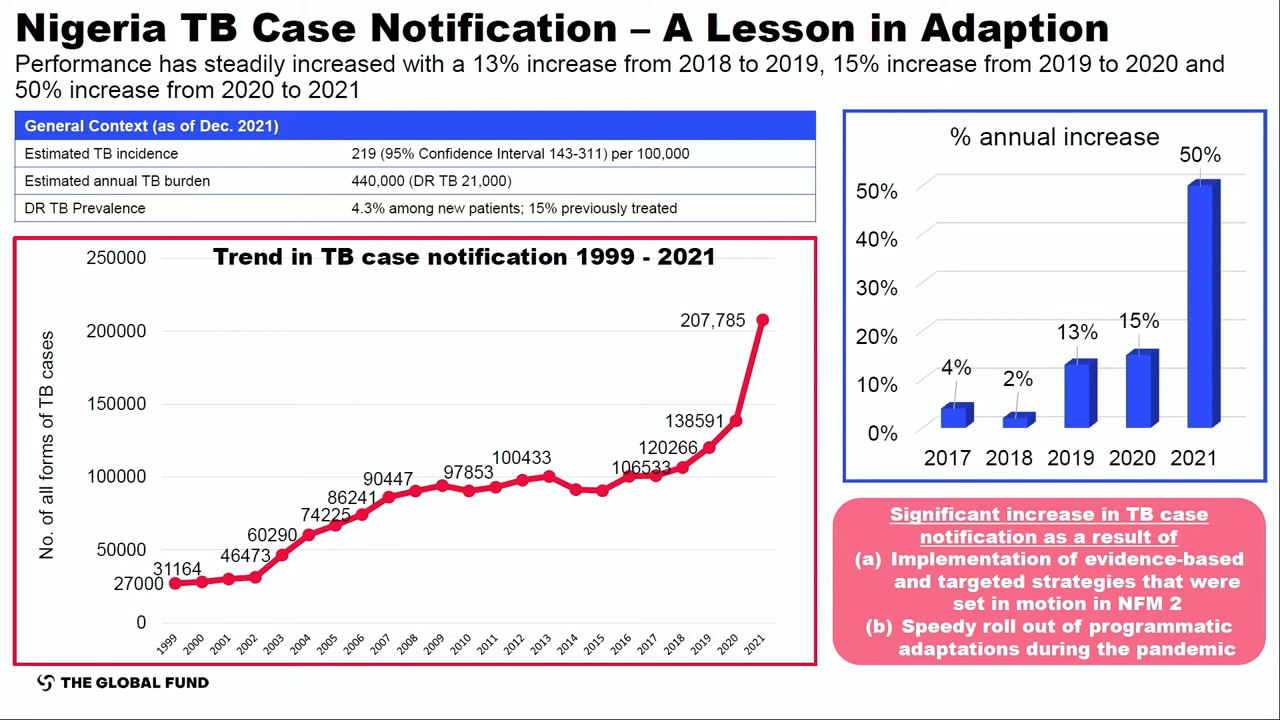 Nigeria TB Case Notification – A Lesson in Adaption
Performance has steadily increased with a 13% increase from 2018 to 2019, 15% increase from 2019 to 2020 and
50% increase from 2020 to 2021
General Context (as of Dec. 2021)
Estimated TB incidence 219 (95% Confidence Interval 143-311) per 100,000
Estimated annual TB burden 440,000 (DR TB 21,000)
DR TB Prevalence 4.3% among new patients; 15% previously treated
Trend in TB case notification 1999 - 2021
No. of all forms of TB cases
250000
200000
150000
100000
50000
0
27000
31164
46473
60290
74225
86241
90447
97853
100433
106533
120266
138591
207,785
1999 2000 2001 2002 2003 2004 2005 2006 2007 2008 2009 2010 2011 2012 2013 2014 2015 2016 2017 2018 2019 2020 2021
% annual increase
50%
40%
30%
20%
10%
0%
4%
2%
13%
15%
50%
2017 2018 2019 2020 2021
Significant increase in TB case
notification as a result of
(a) Implementation of evidence-based
and targeted strategies that were
set in motion in NFM 2
(b) Speedy roll out of programmatic
adaptations during the pandemic
THE GLOBAL FUND